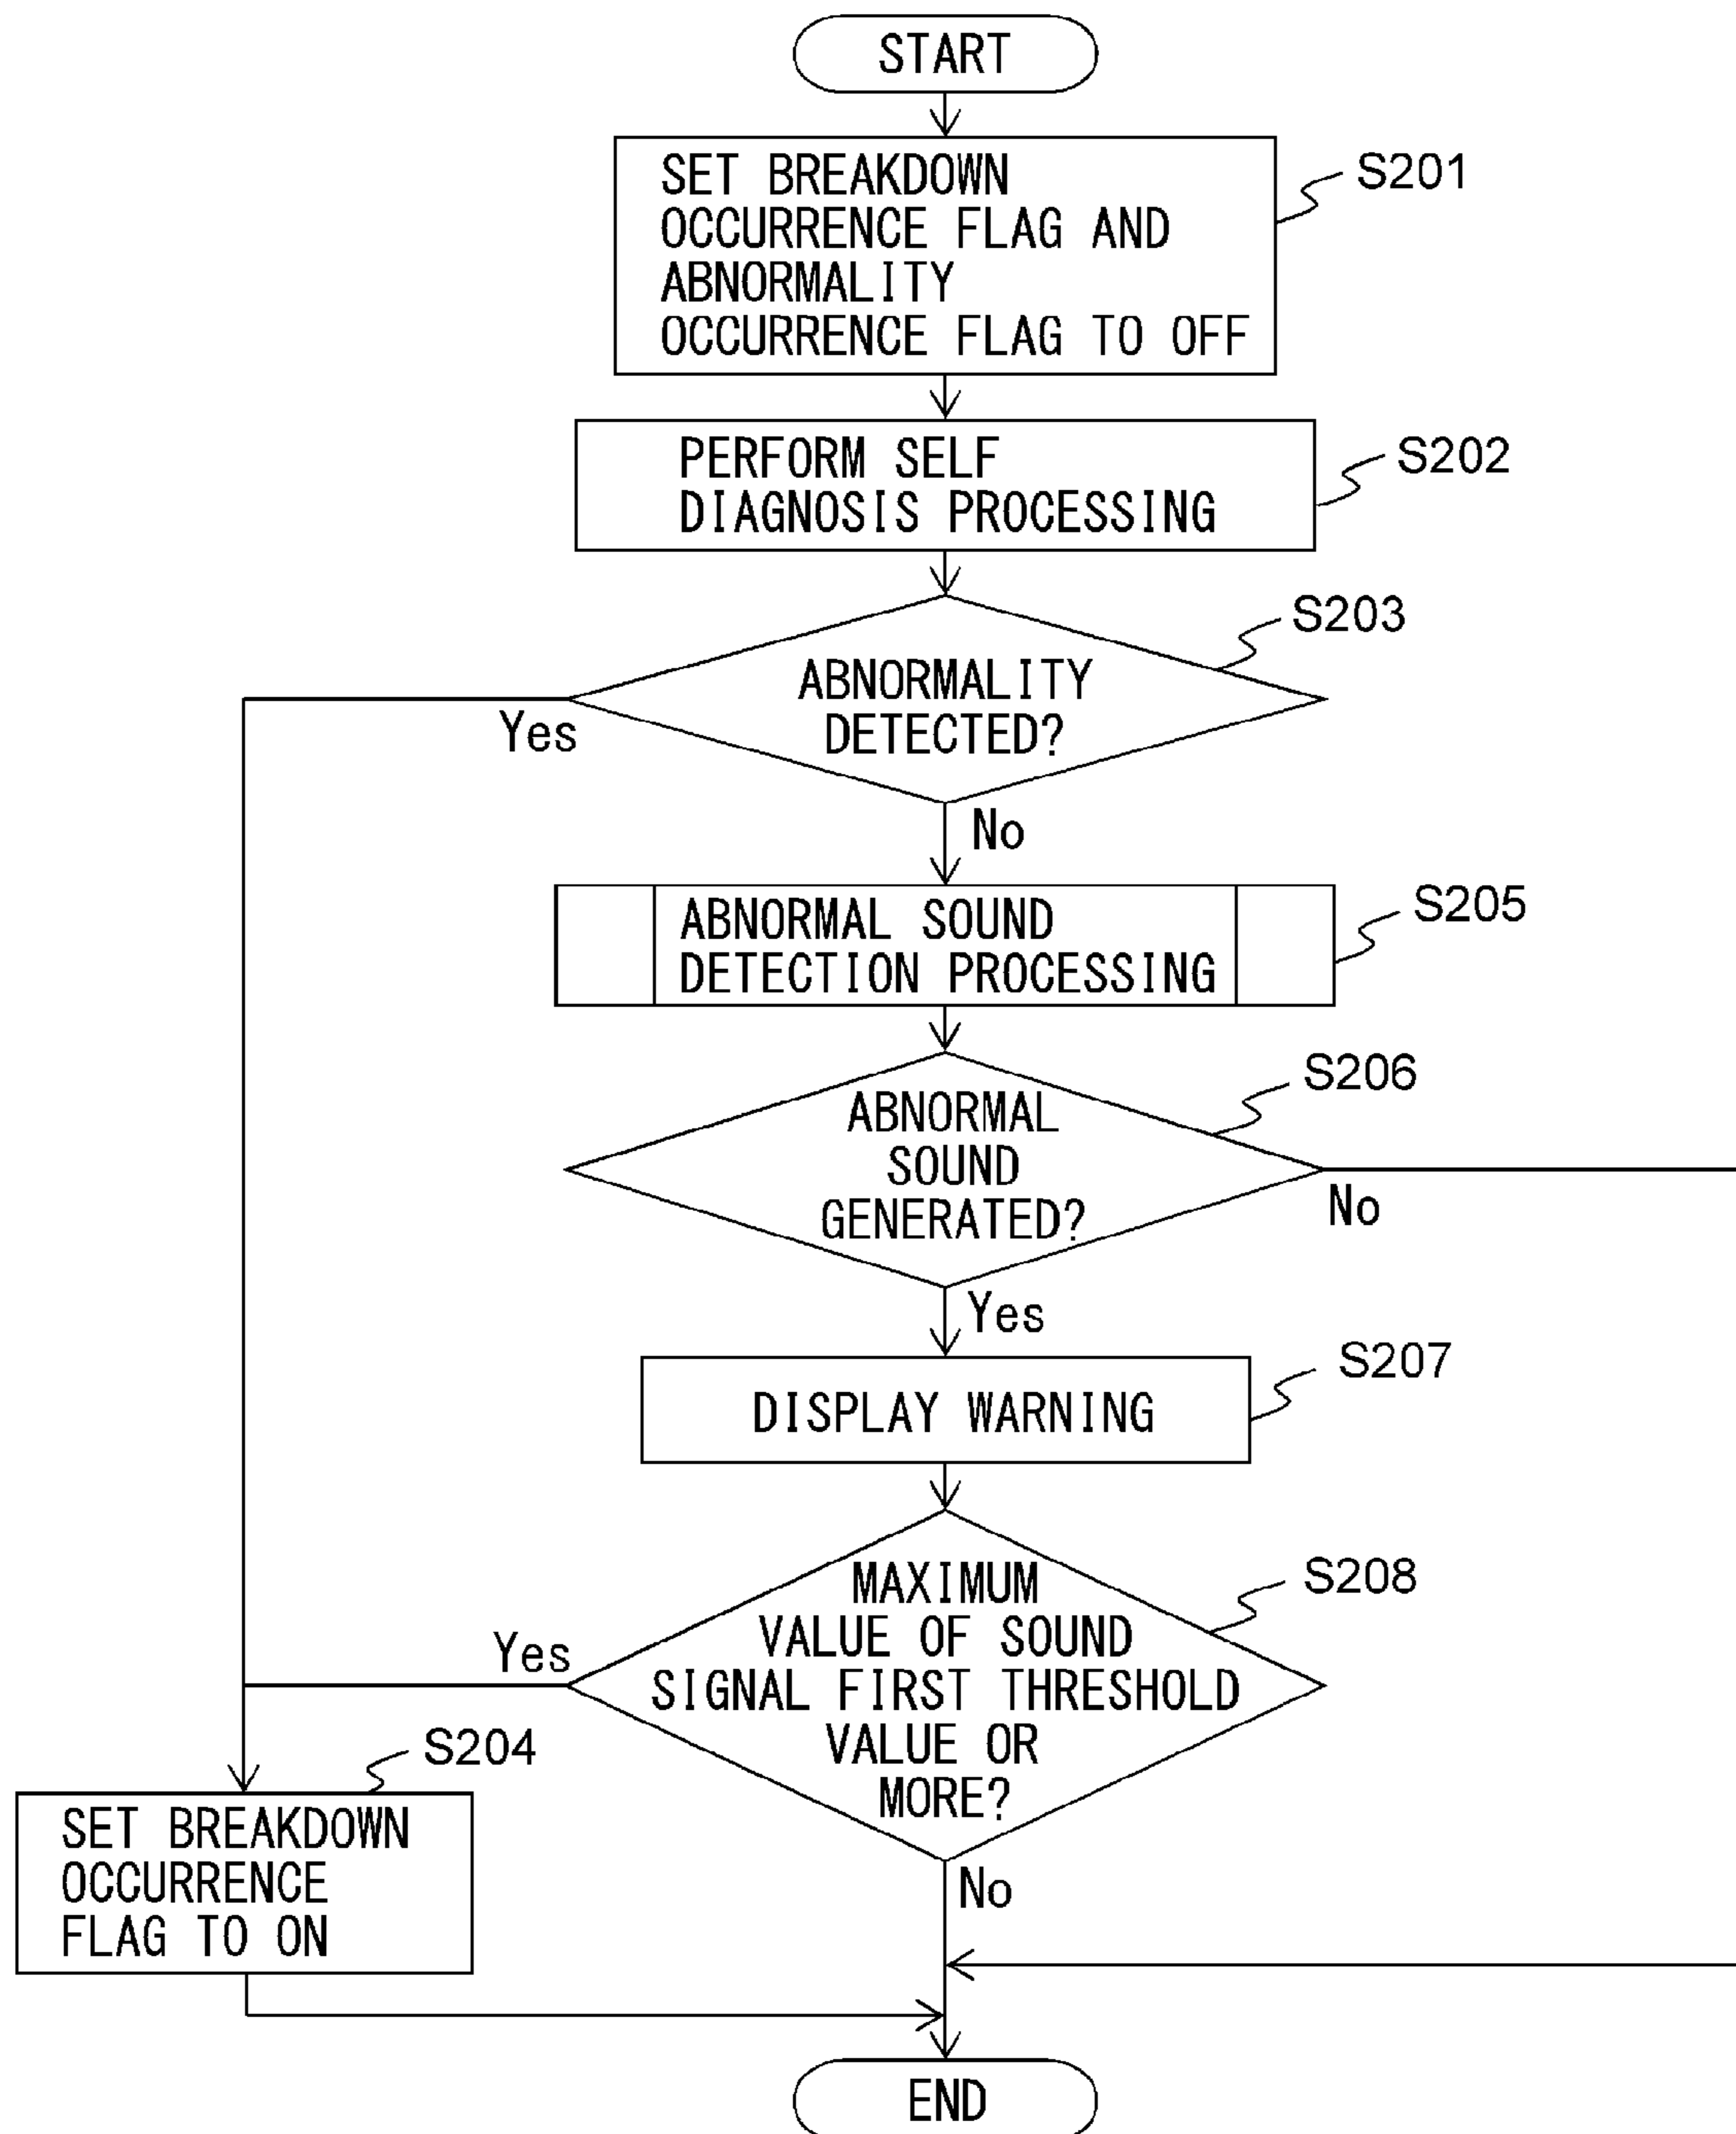 START
SET BREAKDOWN
OCCURRENCE FLAG AND
ABNORMALITY
OCCURRENCE FLAG TO OFF
S201
PERFORM SELF
DIAGNOSIS PROCESSING
S202
S203
ABNORMALITY
DETECTED?
Yes
No
ABNORMAL SOUND
DETECTION PROCESSING
S205
S206
ABNORMAL
SOUND
GENERATED?
No
Yes
S207
DISPLAY WARNING
S208
MAXIMUM
VALUE OF SOUND
SIGNAL FIRST THRESHOLD
VALUE OR
MORE?
Yes
S204
SET BREAKDOWN
OCCURRENCE
FLAG TO ON
No
END